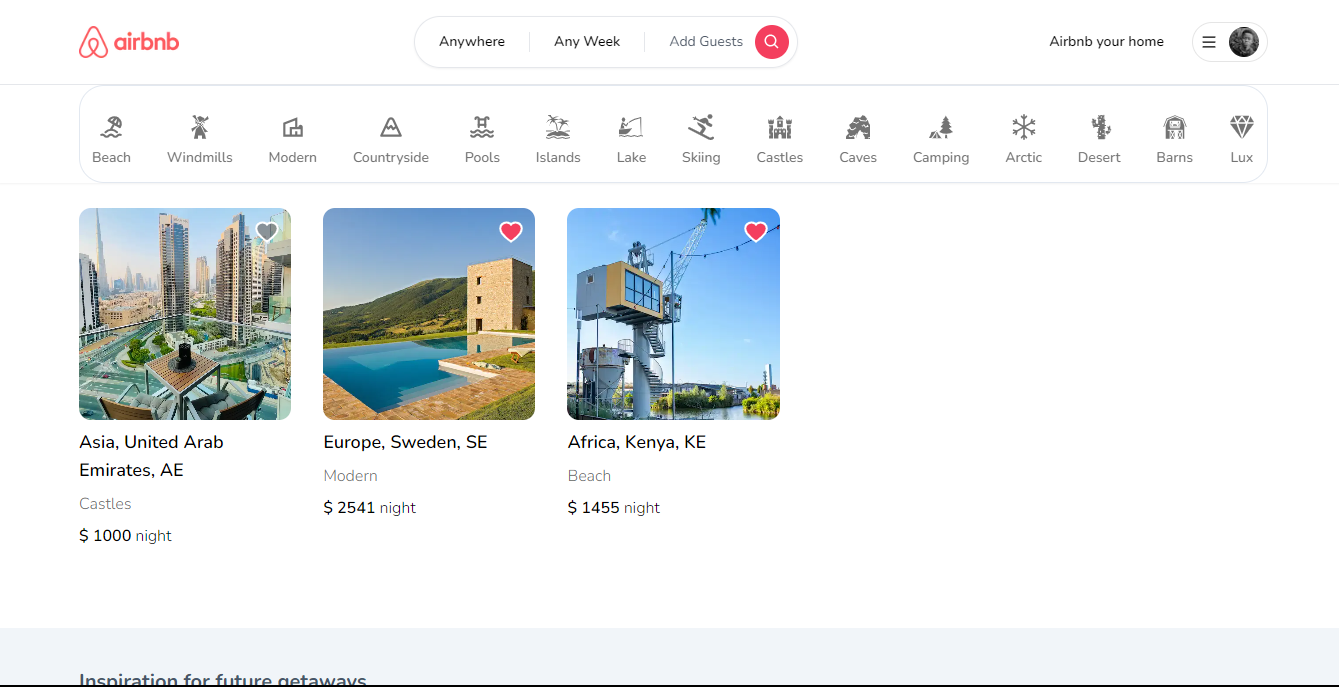 airbnb
Anywhere
Any Week
Add Guests
Airbnb your home
Beach
Windmills
Modern
Countryside
Pools
Islands
Lake
Skiing
Castles
Caves
Camping
Arctic
Desert
Barns
Lux
Asia, United Arab
Emirates, AE
Castles
$ 1000 night
Europe, Sweden, SE
Modern
$ 2541 night
Africa, Kenya, KE
Beach
$ 1455 night
Inspiration for future getaways